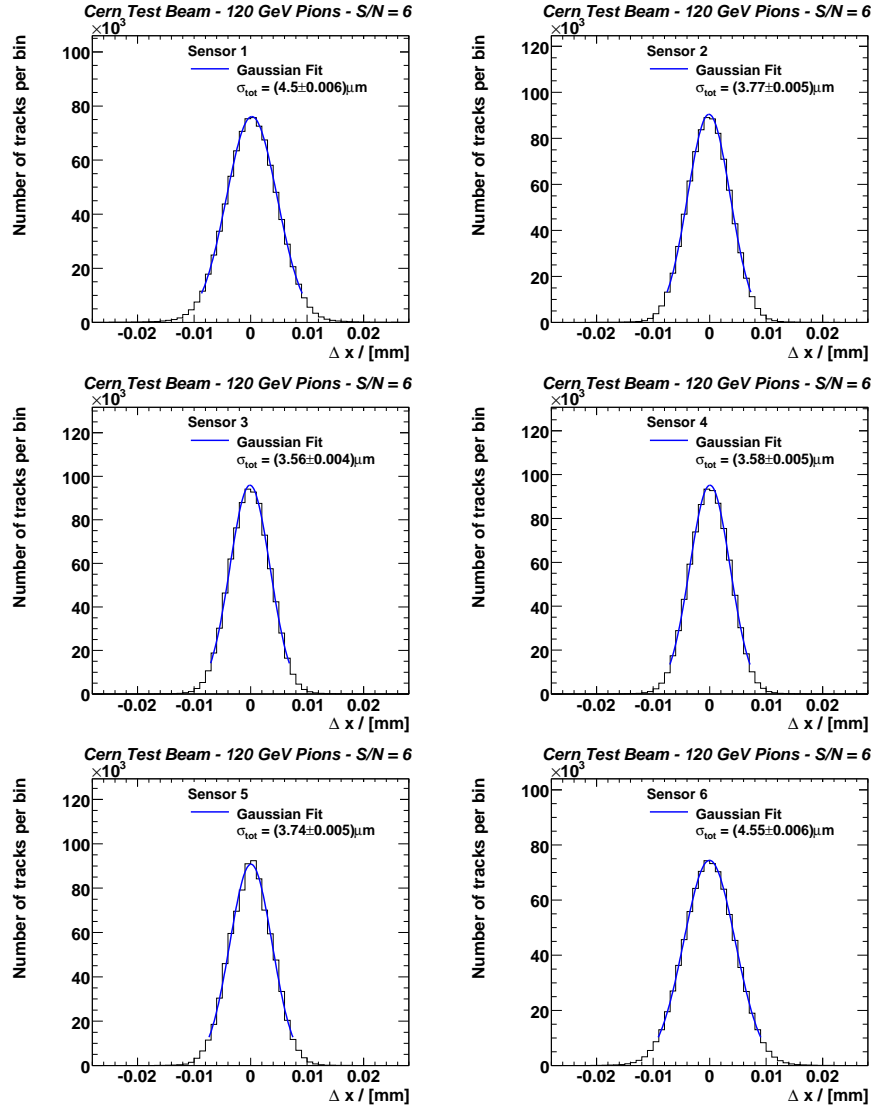 Cern Test Beam - 120 GeV Pions - S/N = 6
×10³
Number of tracks per bin
Sensor 1
Gaussian Fit
σtot = (4.5±0.006)μm
100
80
60
40
20
0
-0.02 -0.01 0 0.01 0.02
Δ x / [mm]
Cern Test Beam - 120 GeV Pions - S/N = 6
×10³
Number of tracks per bin
Sensor 2
Gaussian Fit
σtot = (3.77±0.005)μm
120
100
80
60
40
20
0
-0.02 -0.01 0 0.01 0.02
Δ x / [mm]
Cern Test Beam - 120 GeV Pions - S/N = 6
×10³
Number of tracks per bin
Sensor 3
Gaussian Fit
σtot = (3.56±0.004)μm
120
100
80
60
40
20
0
-0.02 -0.01 0 0.01 0.02
Δ x / [mm]
Cern Test Beam - 120 GeV Pions - S/N = 6
×10³
Number of tracks per bin
Sensor 4
Gaussian Fit
σtot = (3.58±0.005)μm
120
100
80
60
40
20
0
-0.02 -0.01 0 0.01 0.02
Δ x / [mm]
Cern Test Beam - 120 GeV Pions - S/N = 6
×10³
Number of tracks per bin
Sensor 5
Gaussian Fit
σtot = (3.74±0.005)μm
120
100
80
60
40
20
0
-0.02 -0.01 0 0.01 0.02
Δ x / [mm]
Cern Test Beam - 120 GeV Pions - S/N = 6
×10³
Number of tracks per bin
Sensor 6
Gaussian Fit
σtot = (4.55±0.006)μm
100
80
60
40
20
0
-0.02 -0.01 0 0.01 0.02
Δ x / [mm]